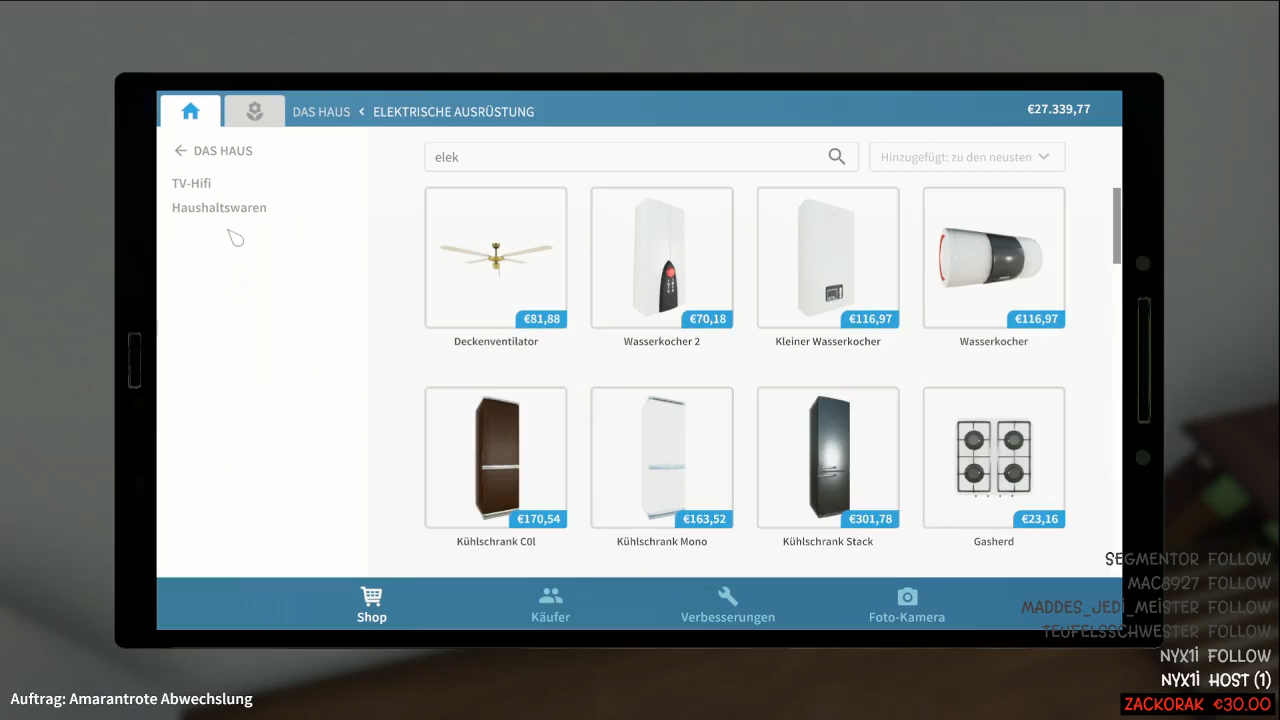 DAS HAUS < ELEKTRISCHE AUSRÜSTUNG
€27.339,77
DAS HAUS
TV-Hifi
Haushaltswaren
elek
Hinzugefügt: zu den neusten
€81,88
€70,18
€116,97
€116,97
Deckenventilator
Wasserkocher 2
Kleiner Wasserkocher
Wasserkocher
€170,54
€163,52
€301,78
€23,16
Kühlschrank C0l
Kühlschrank Mono
Kühlschrank Stack
Gasherd
Shop
Käufer
Verbesserungen
Foto-Kamera
SEGMENTOR FOLLOW
MAC8927 FOLLOW
MADDES_JEDI_MEISTER FOLLOW
TEUFELSSCHWESTER FOLLOW
NYX1I FOLLOW
NYX1I HOST (1)
ZACKORAK €30.00
Auftrag: Amarantrote Abwechslung